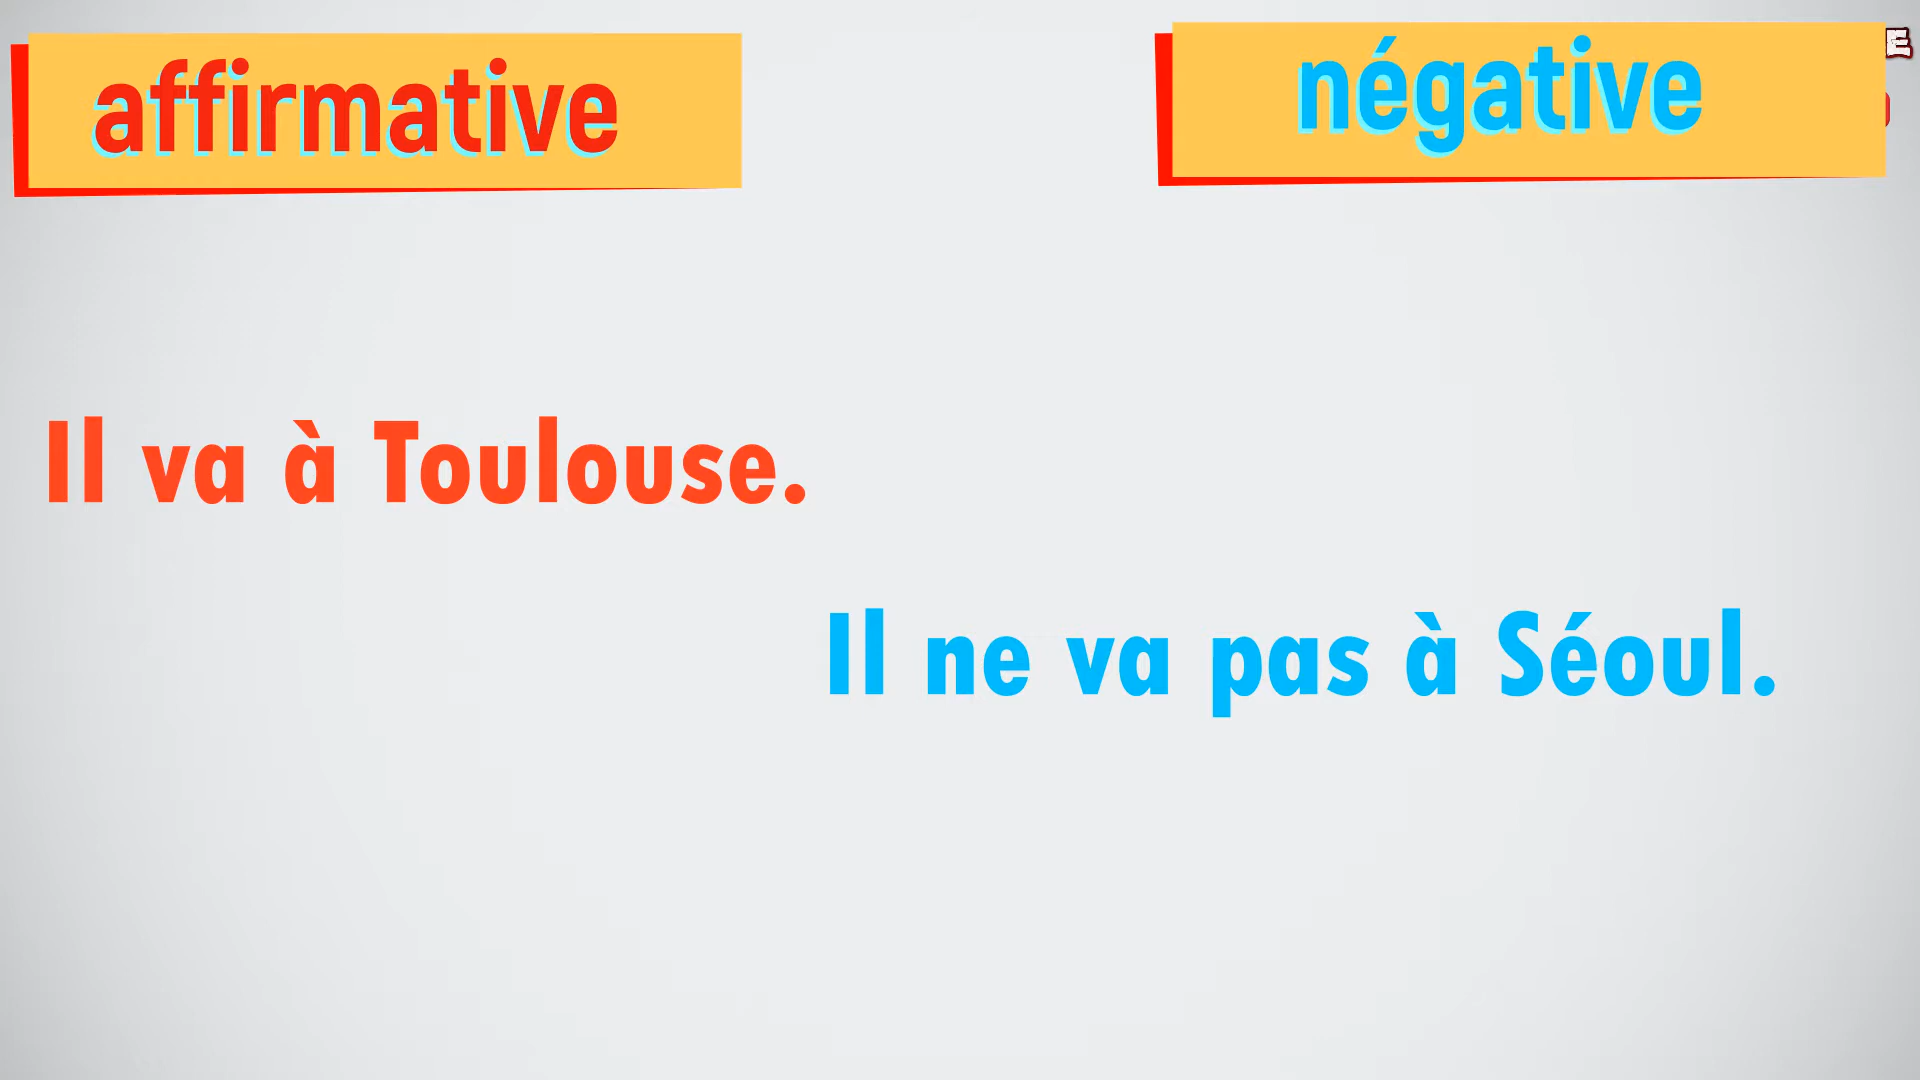 affirmative
négative
Il va à Toulouse.
Il ne va pas à Séoul.